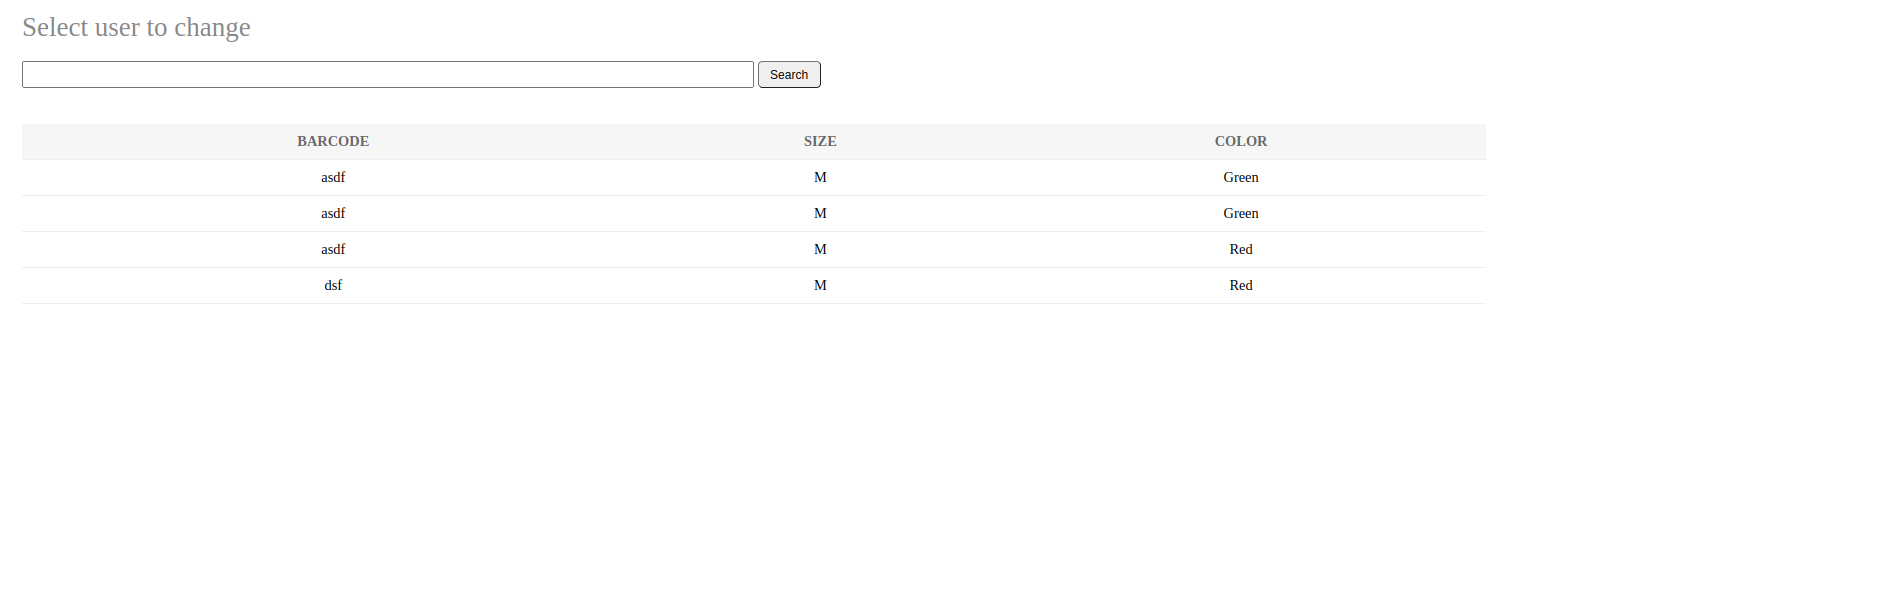 Select user to change
Search
BARCODE SIZE COLOR
asdf M Green
asdf M Green
asdf M Red
dsf M Red